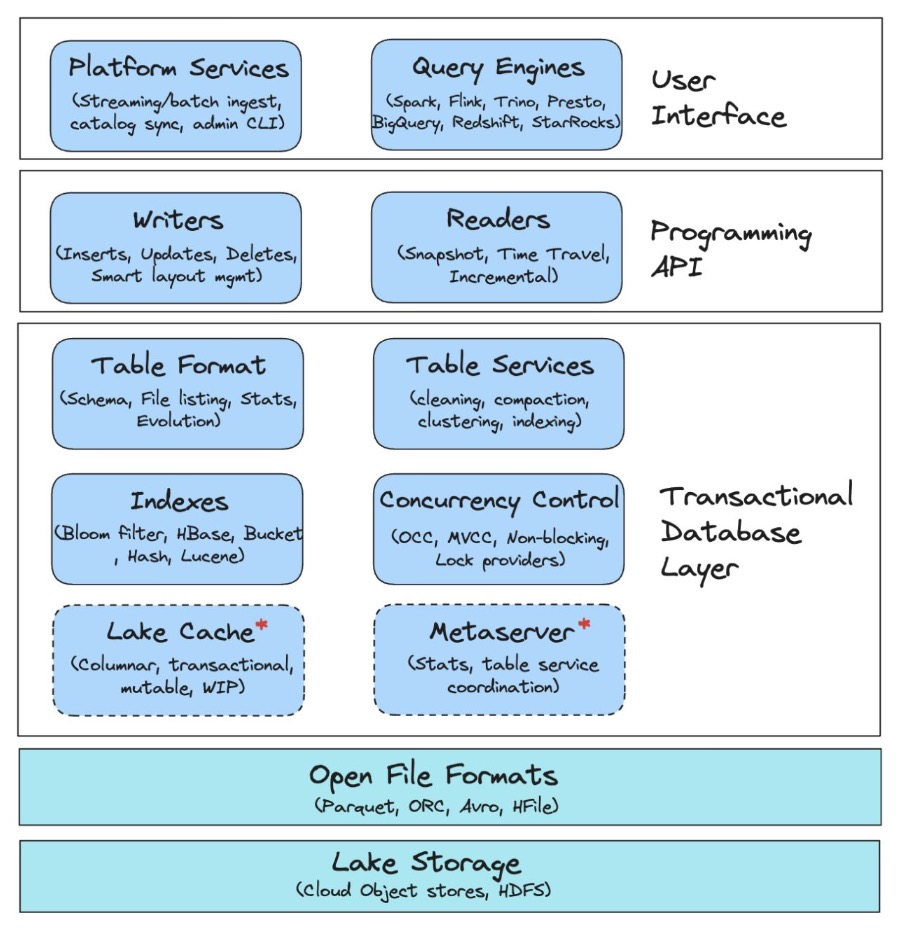 Platform Services
(Streaming/batch ingest,
catalog sync, admin CLI)
Query Engines
(Spark, Flink, Trino, Presto,
BigQuery, Redshift, StarRocks)
User
Interface
Writers
(Inserts, Updates, Deletes,
Smart layout mgmt)
Readers
(Snapshot, Time Travel,
Incremental)
Programming
API
Table Format
(Schema, File listing, Stats,
Evolution)
Table Services
(cleaning, compaction,
clustering, indexing)
Indexes
(Bloom filter, HBase, Bucket
, Hash, Lucene)
Concurrency Control
(OCC, MVCC, Non-blocking,
Lock providers)
Lake Cache*
(Columnar, transactional,
mutable, WIP)
Metaserver*
(Stats, table service
coordination)
Transactional
Database
Layer
Open File Formats
(Parquet, ORC, Avro, HFile)
Lake Storage
(Cloud Object stores, HDFS)